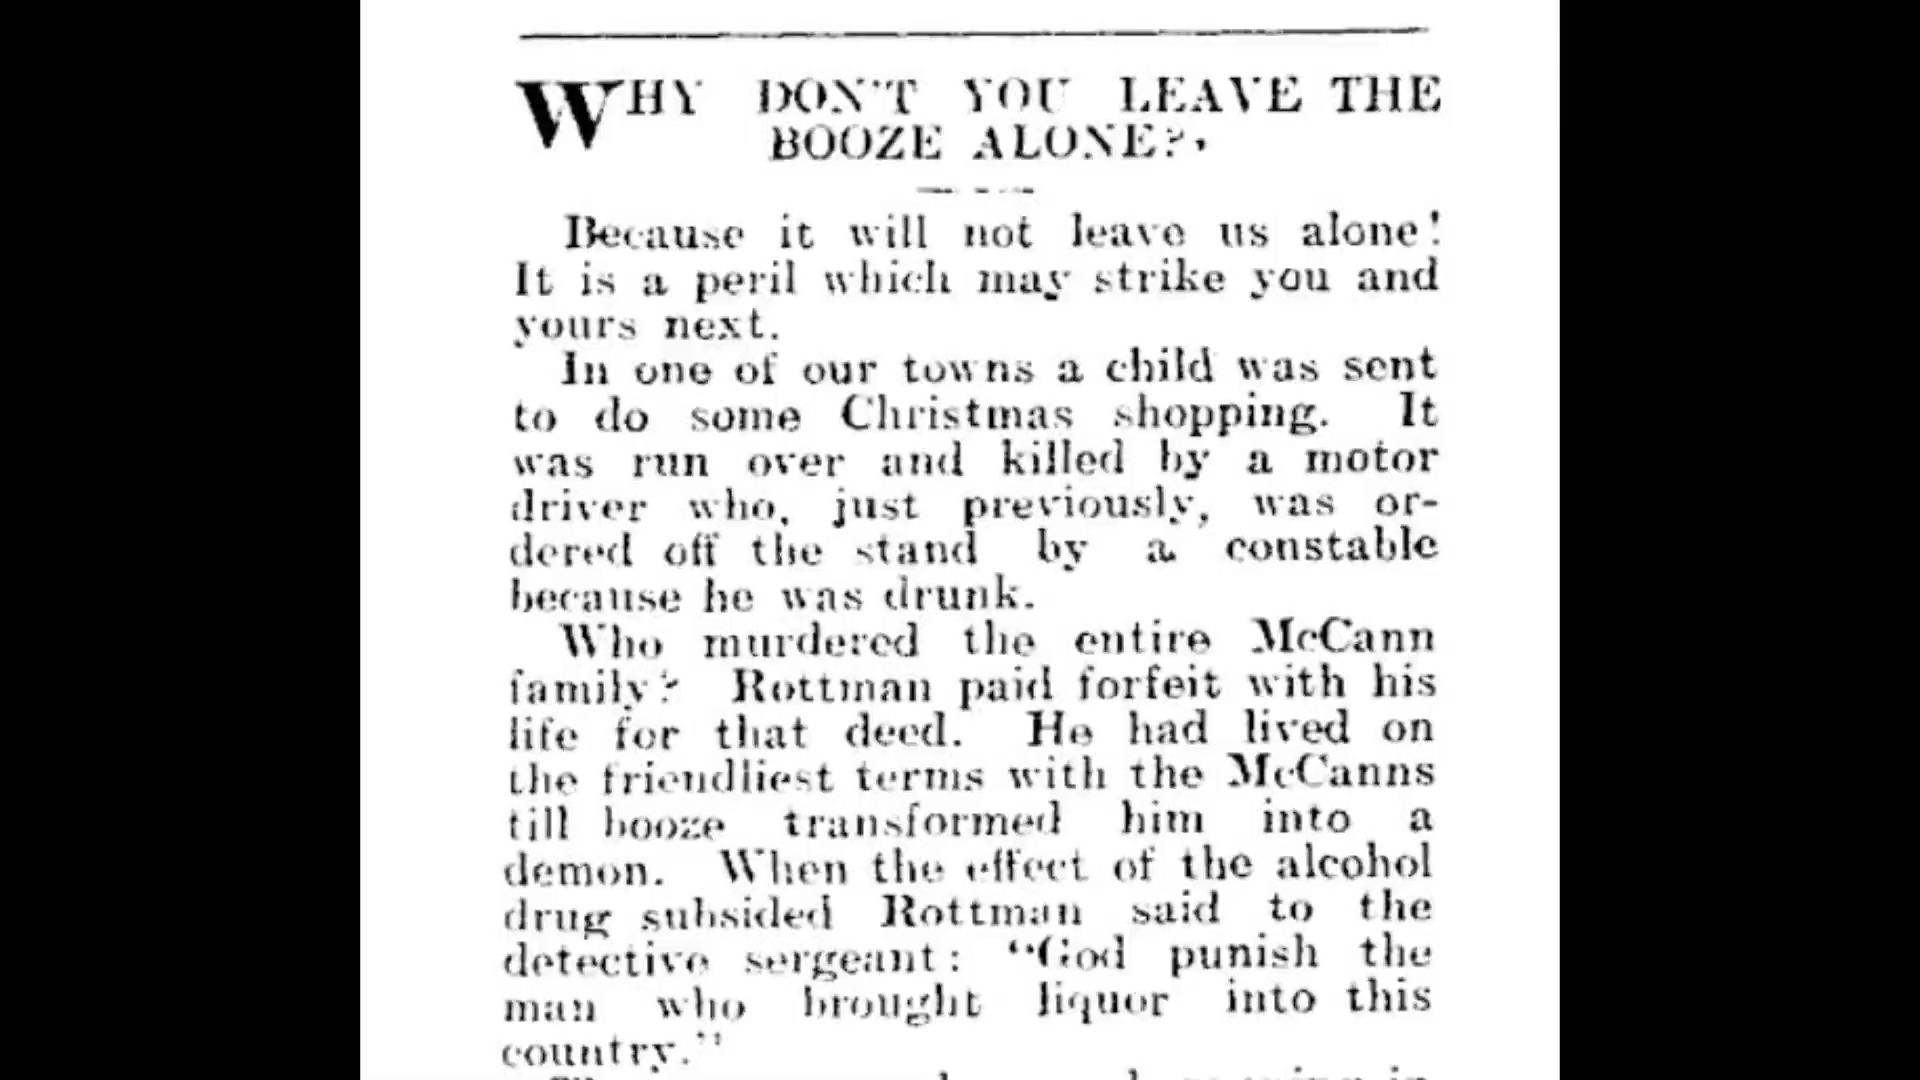 WHY DON'T YOU LEAVE THE
BOOZE ALONE?,
Because it will not leave us alone!
It is a peril which may strike you and
yours next.
In one of our towns a child was sent
to do some Christmas shopping. It
was run over and killed by a motor
driver who, just previously, was or-
dered off the stand by a constable
because he was drunk.
Who murdered the entire McCann
family? Rottman paid forfeit with his
life for that deed. He had lived on
the friendliest terms with the McCanns
till booze transformed him into a
demon. When the effect of the alcohol
drug subsided Rottman said to the
detective sergeant: "God punish the
man who brought liquor into this
country."